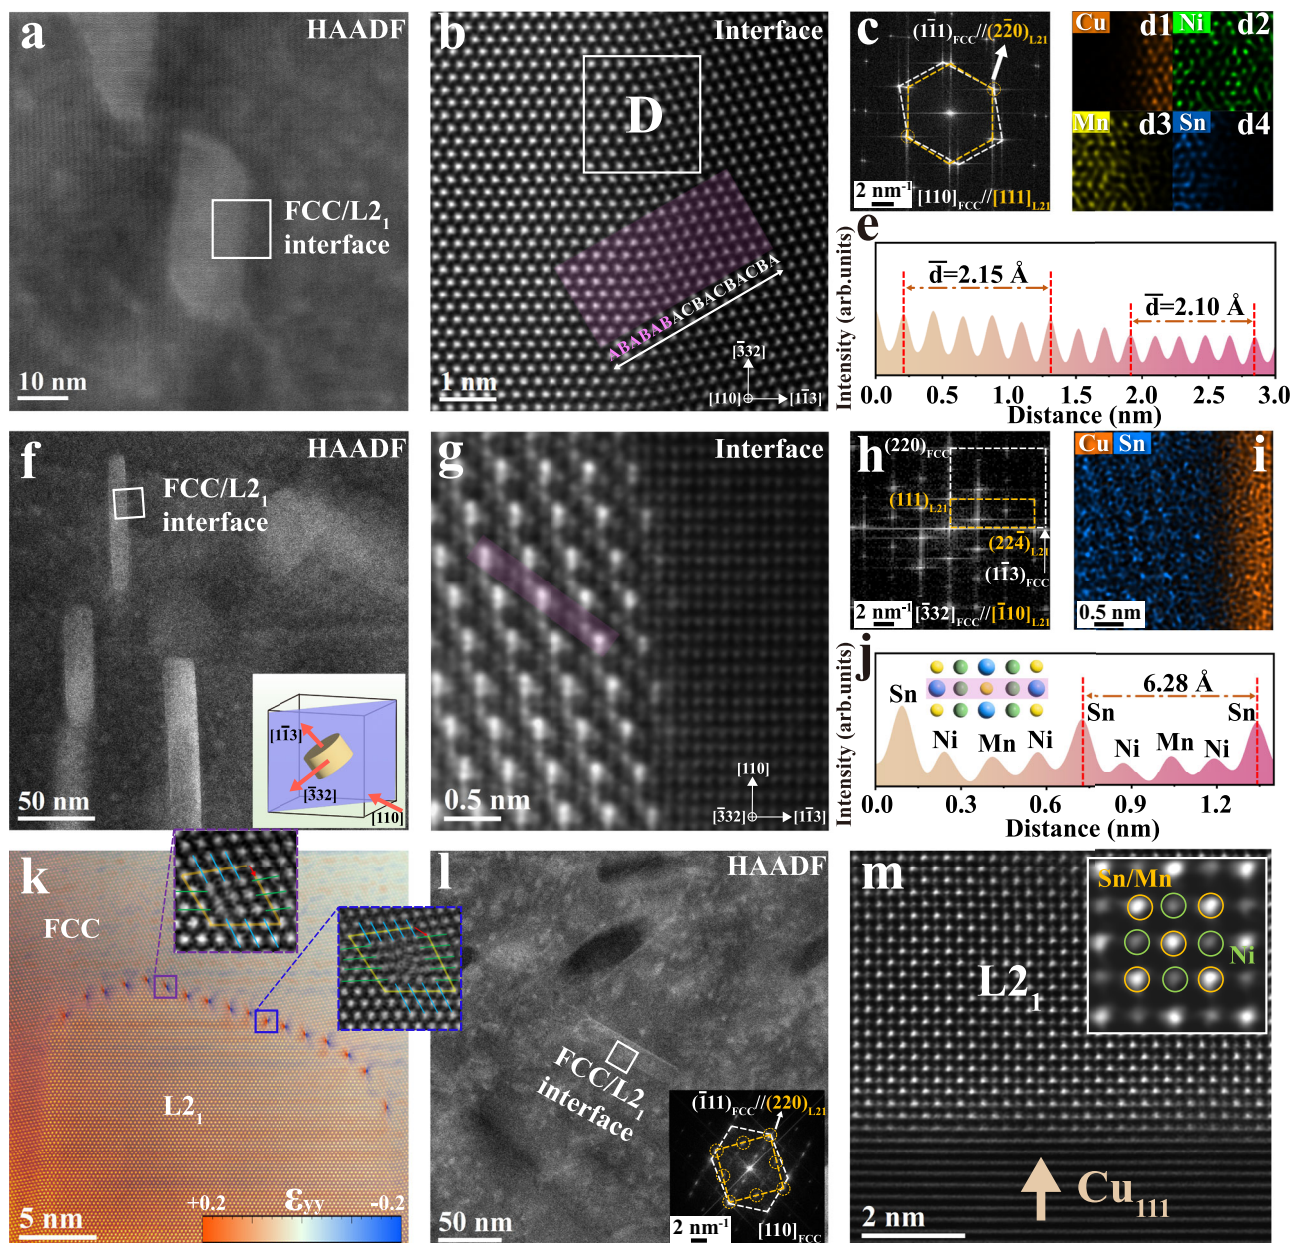 a
HAADF
FCC/L2₁
interface
10 nm
b
Interface
D
ABABABACBACBACBA
[3̄32]
[110]
[11̄3]
1 nm
c
(11̄1)FCC//(22̄0)L21
2 nm⁻¹
[110]FCC//[111]L21
Cu
d1
Ni
d2
Mn
d3
Sn
d4
e
Intensity (arb.units)
d̄=2.15 Å
d̄=2.10 Å
0.0 0.5 1.0 1.5 2.0 2.5 3.0
Distance (nm)
f
HAADF
FCC/L2₁
interface
[11̄3]
[3̄32]
[110]
50 nm
g
Interface
[110]
[3̄32]
[11̄3]
0.5 nm
h
(220)FCC
(111)L21
(224̄)L21
(11̄3)FCC
2 nm⁻¹
[3̄32]FCC//[1̄10]L21
Cu Sn
i
0.5 nm
j
Intensity (arb.units)
6.28 Å
Sn
Ni
Mn
Ni
Sn
Ni
Mn
Ni
Sn
0.0 0.3 0.6 0.9 1.2
Distance (nm)
k
FCC
L2₁
5 nm
+0.2 εyy -0.2
l
HAADF
FCC/L2₁
interface
50 nm
(1̄11)FCC//(220)L21
2 nm⁻¹
[110]FCC
m
Sn/Mn
Ni
L2₁
Cu₁₁₁
2 nm